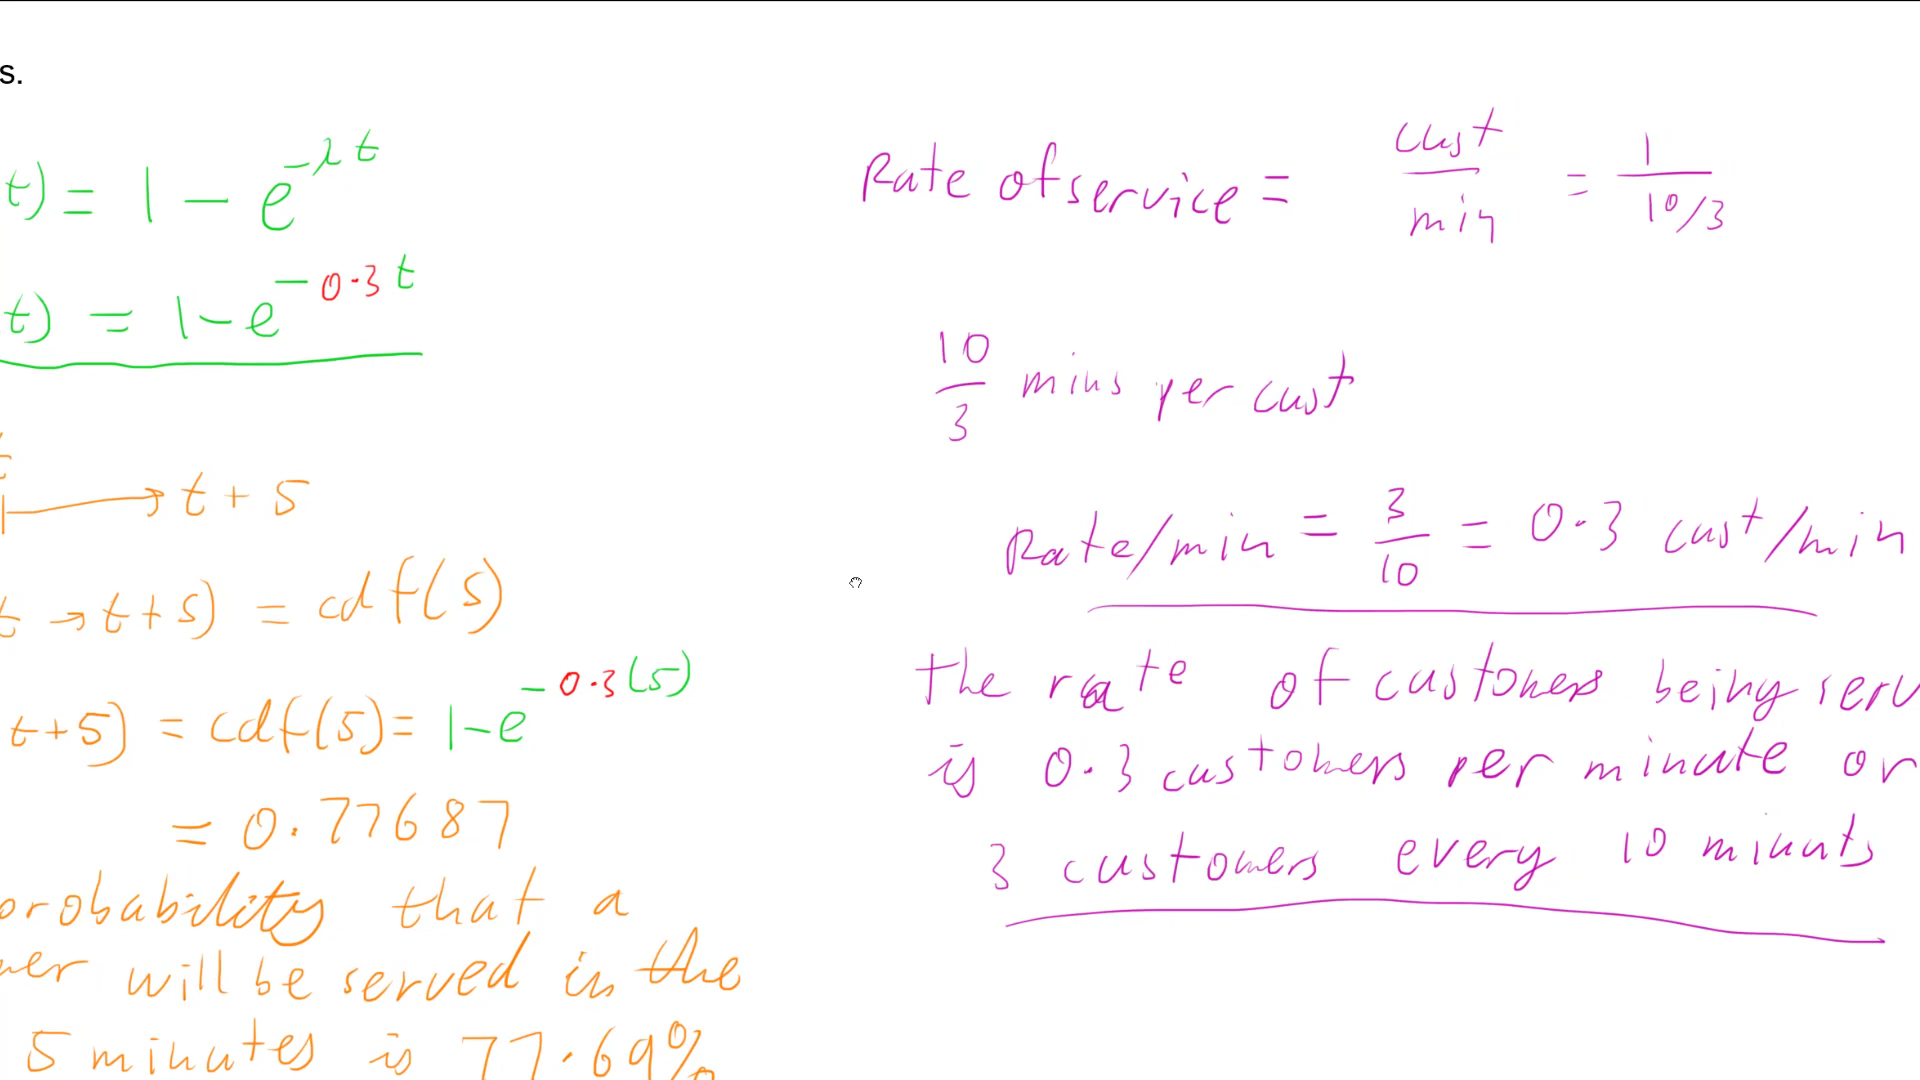 s.
t) = 1 - e^{-λt}
t) = 1 - e^{-0.3t}
→ t + 5
t → t + 5) = cdf(5)
t + 5) = cdf(5) = 1 - e^{-0.3(5)}
= 0.77687
probability that a
mer will be served in the
5 minutes is 77.69%
Rate of service = cust/min = 1/(10/3)
10/3 mins per cust
Rate/min = 3/10 = 0.3 cust/min
The rate of customers being serv
is 0.3 customers per minute or
3 customers every 10 minuts